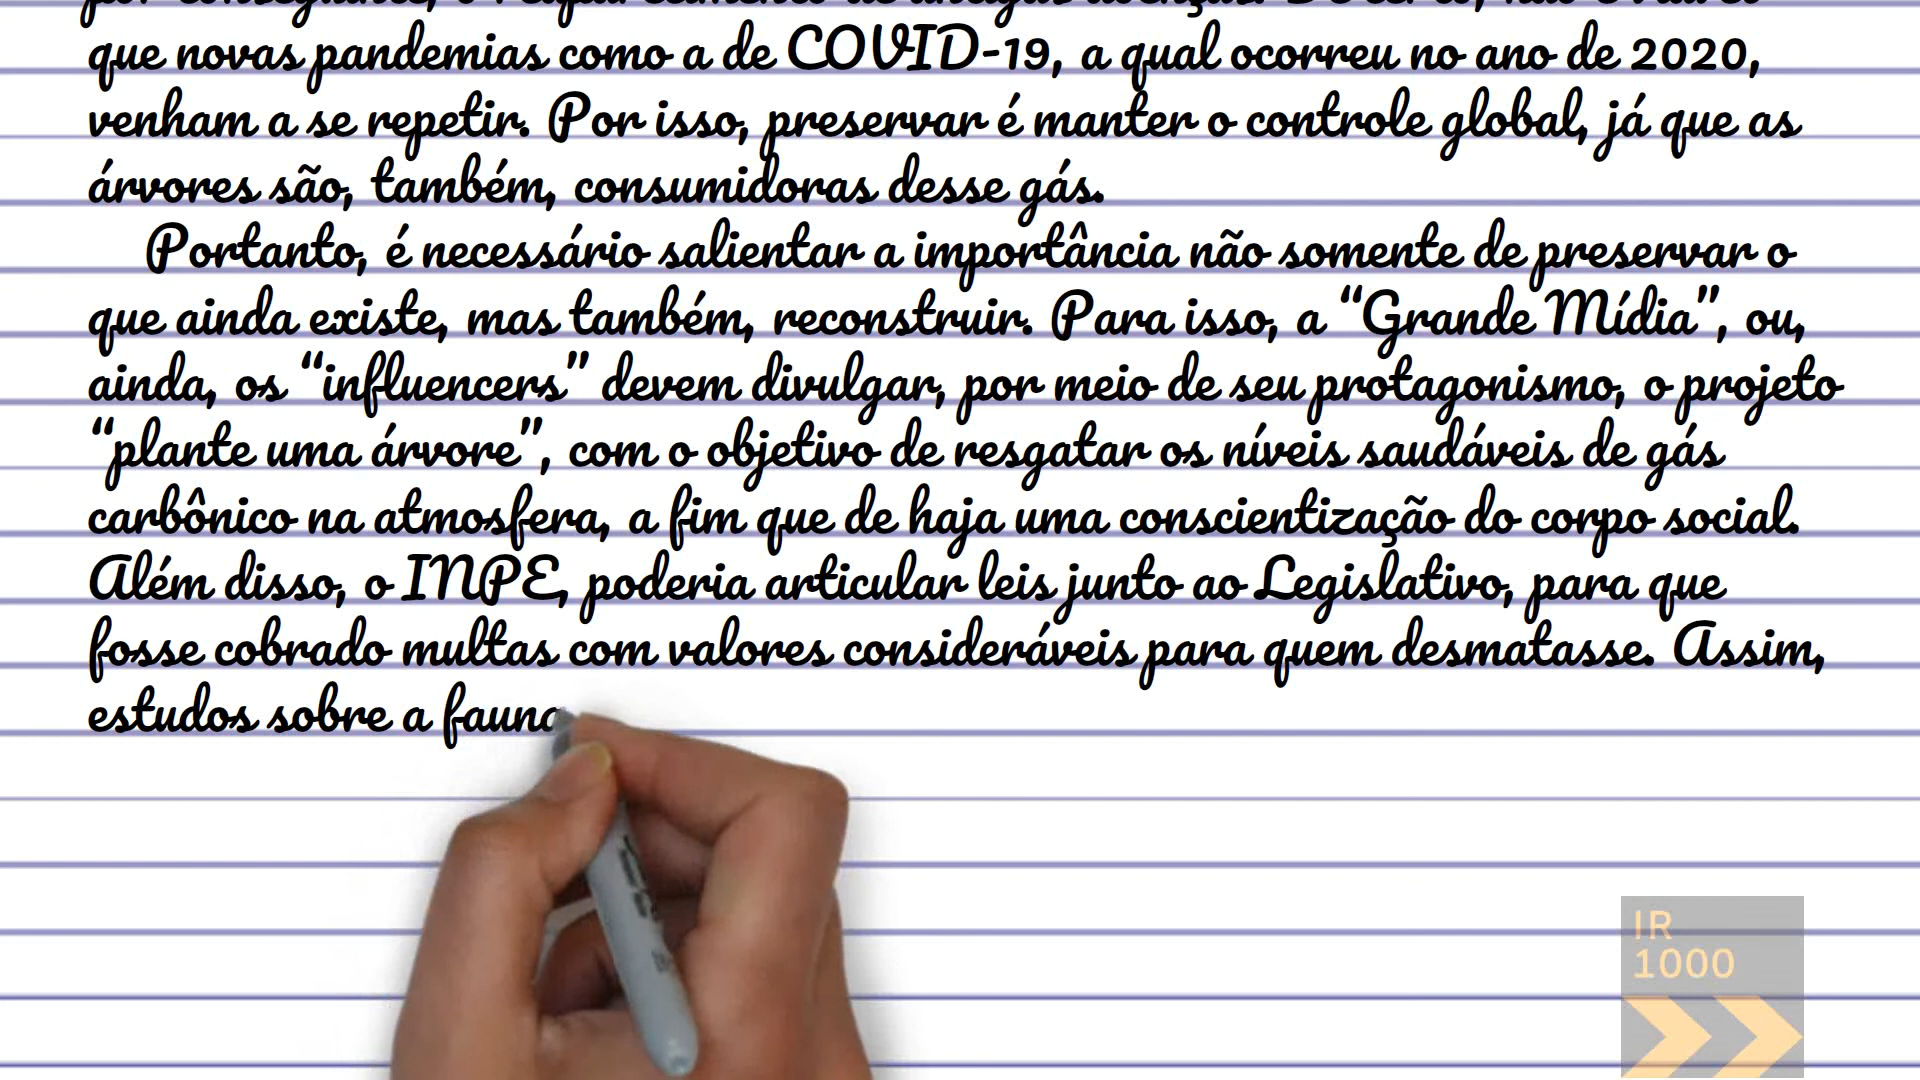 que novas pandemias como a de COVID-19, a qual ocorreu no ano de 2020,
venham a se repetir. Por isso, preservar é manter o controle global, já que as
árvores são, também, consumidoras desse gás.
Portanto, é necessário salientar a importância não somente de preservar o
que ainda existe, mas também, reconstruir. Para isso, a “Grande Mídia”, ou,
ainda, os “influencers” devem divulgar, por meio de seu protagonismo, o projeto
“plante uma árvore”, com o objetivo de resgatar os níveis saudáveis de gás
carbônico na atmosfera, a fim que de haja uma conscientização do corpo social.
Além disso, o INPE, poderia articular leis junto ao Legislativo, para que
fosse cobrado multas com valores consideráveis para quem desmatasse. Assim,
estudos sobre a fauna
IR
1000